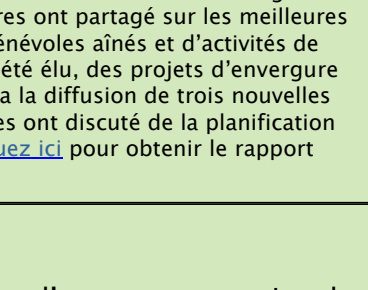 res ont partagé sur les meilleures
énévoles aînés et d'activités de
été élu, des projets d'envergure
a la diffusion de trois nouvelles
es ont discuté de la planification
uez ici pour obtenir le rapport